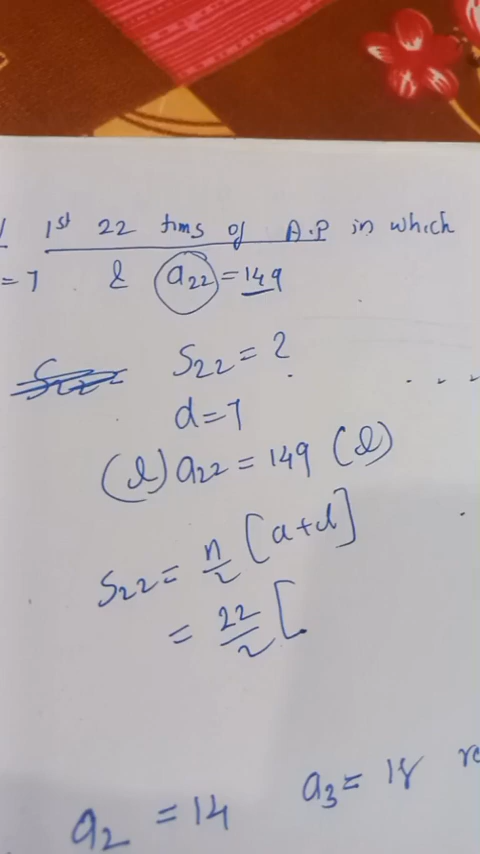 1st 22 tms of A.P in which
= 7 & a22 = 149
S22 = ?
d = 7
(l) a22 = 149 (l)
S22 = n/2 [a+l]
= 22/2 [
a2 = 14 a3 = 18